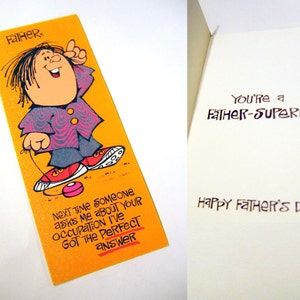 FATHER,
NEXT TIME SOMEONE
ASKS ME ABOUT YOUR
OCCUPATION I'VE
GOT THE PERFECT
ANSWER
YOU'RE A
FATHER-SUPER
HAPPY FATHER'S D